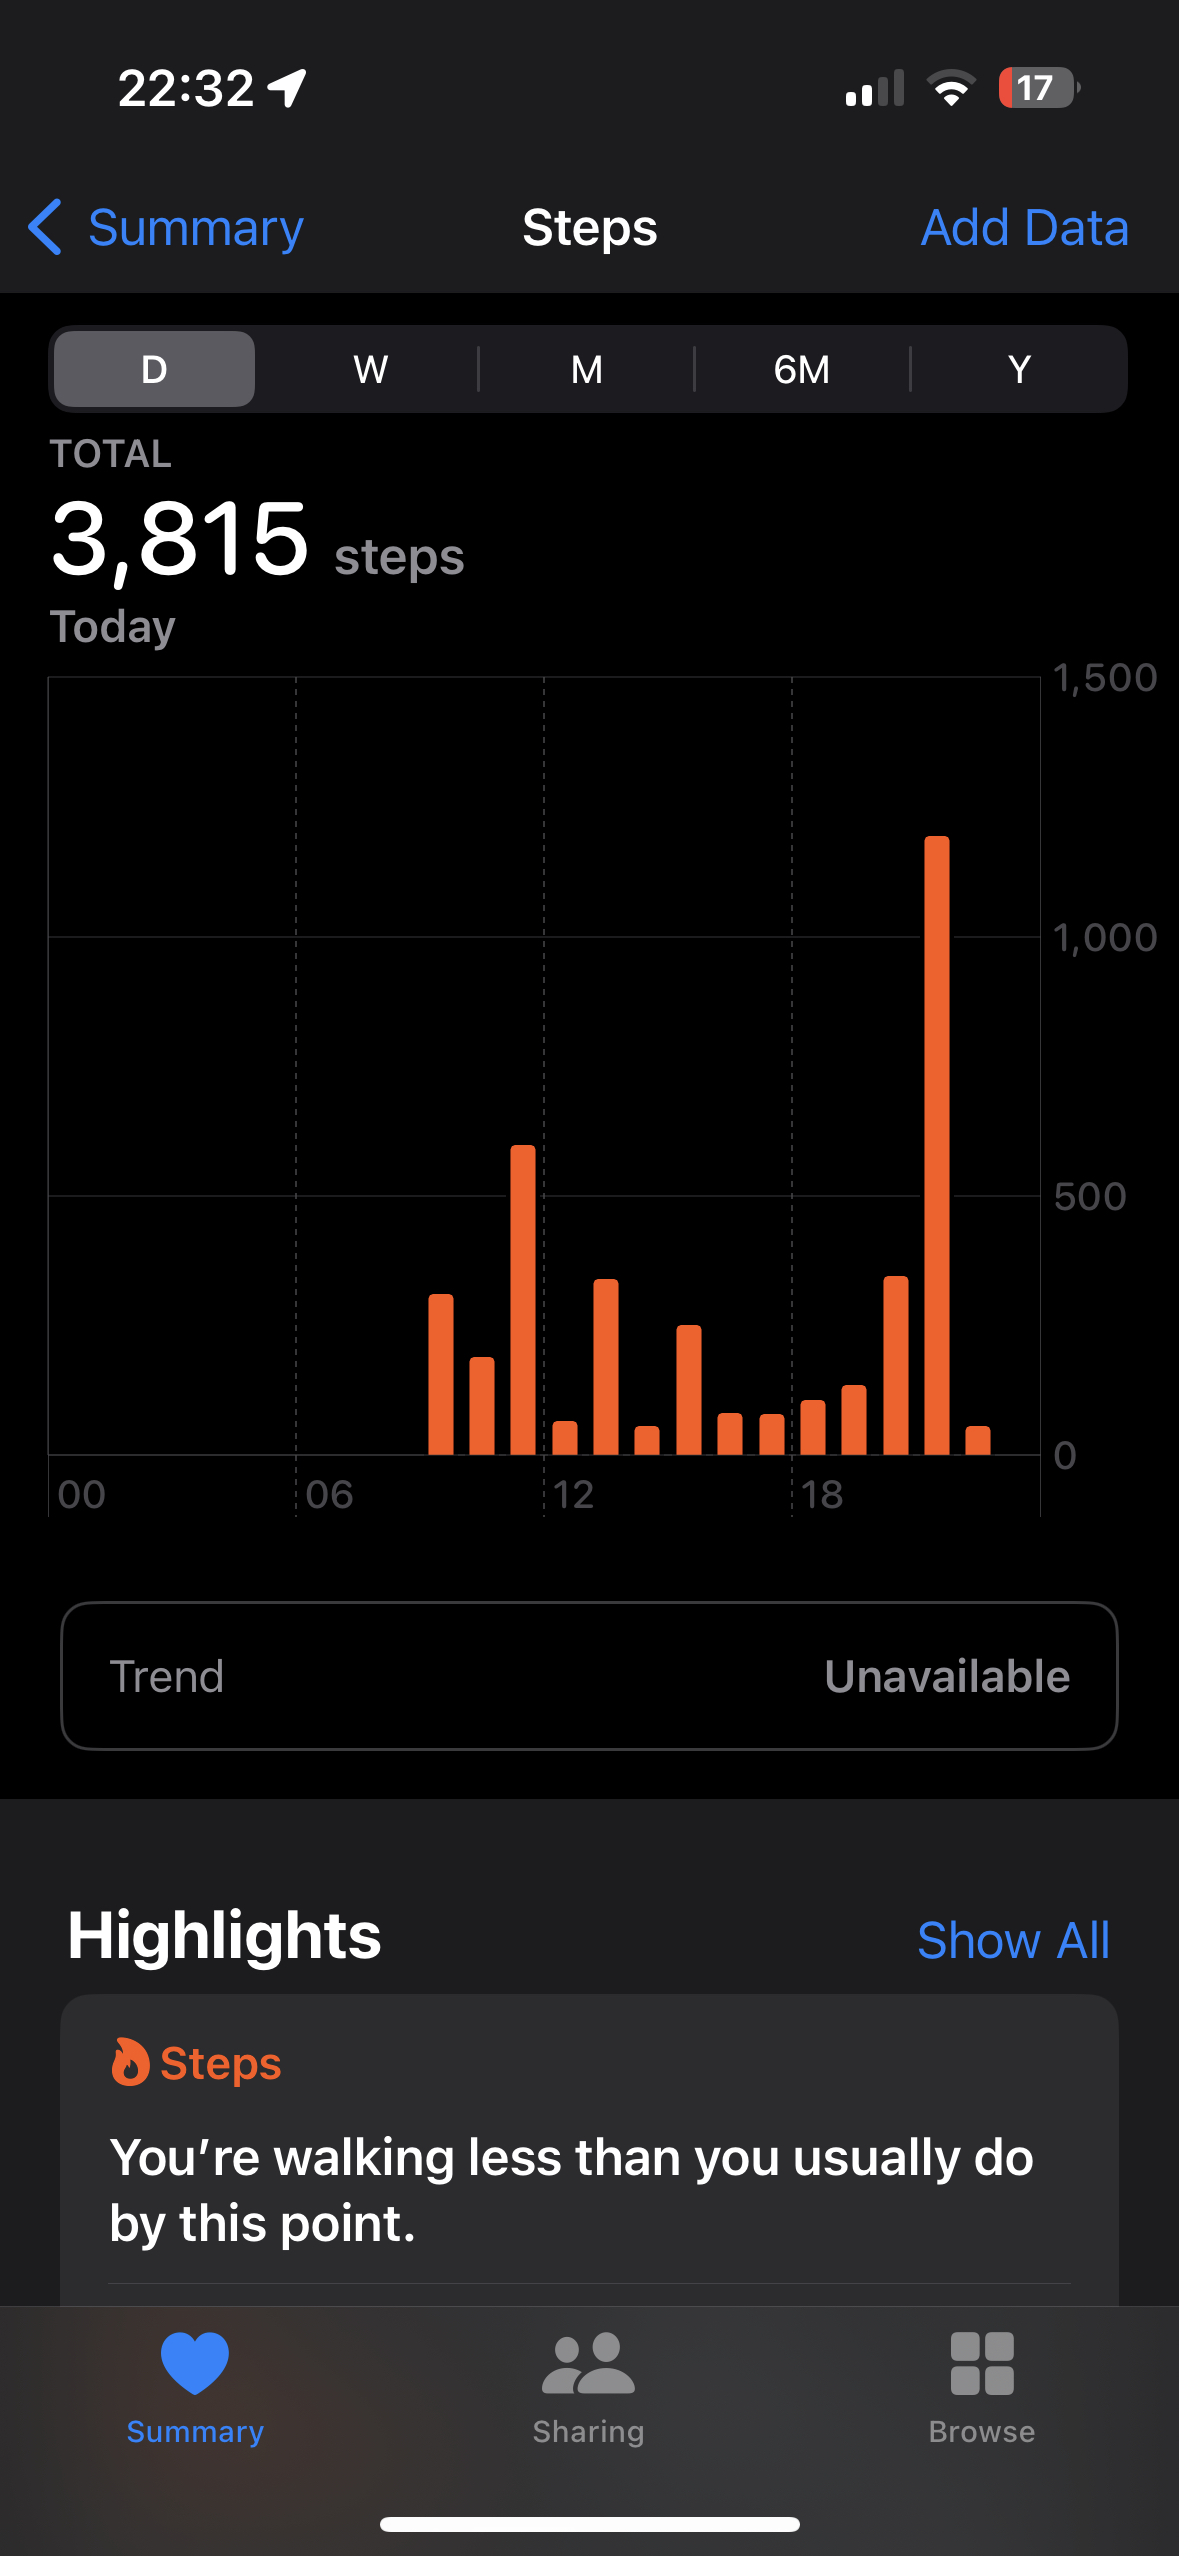 22:32
17
Summary
Steps
Add Data
D W M 6M Y
TOTAL
3,815 steps
Today
1,500
1,000
500
0
00 06 12 18
Trend
Unavailable
Highlights
Show All
Steps
You’re walking less than you usually do
by this point.
Summary
Sharing
Browse